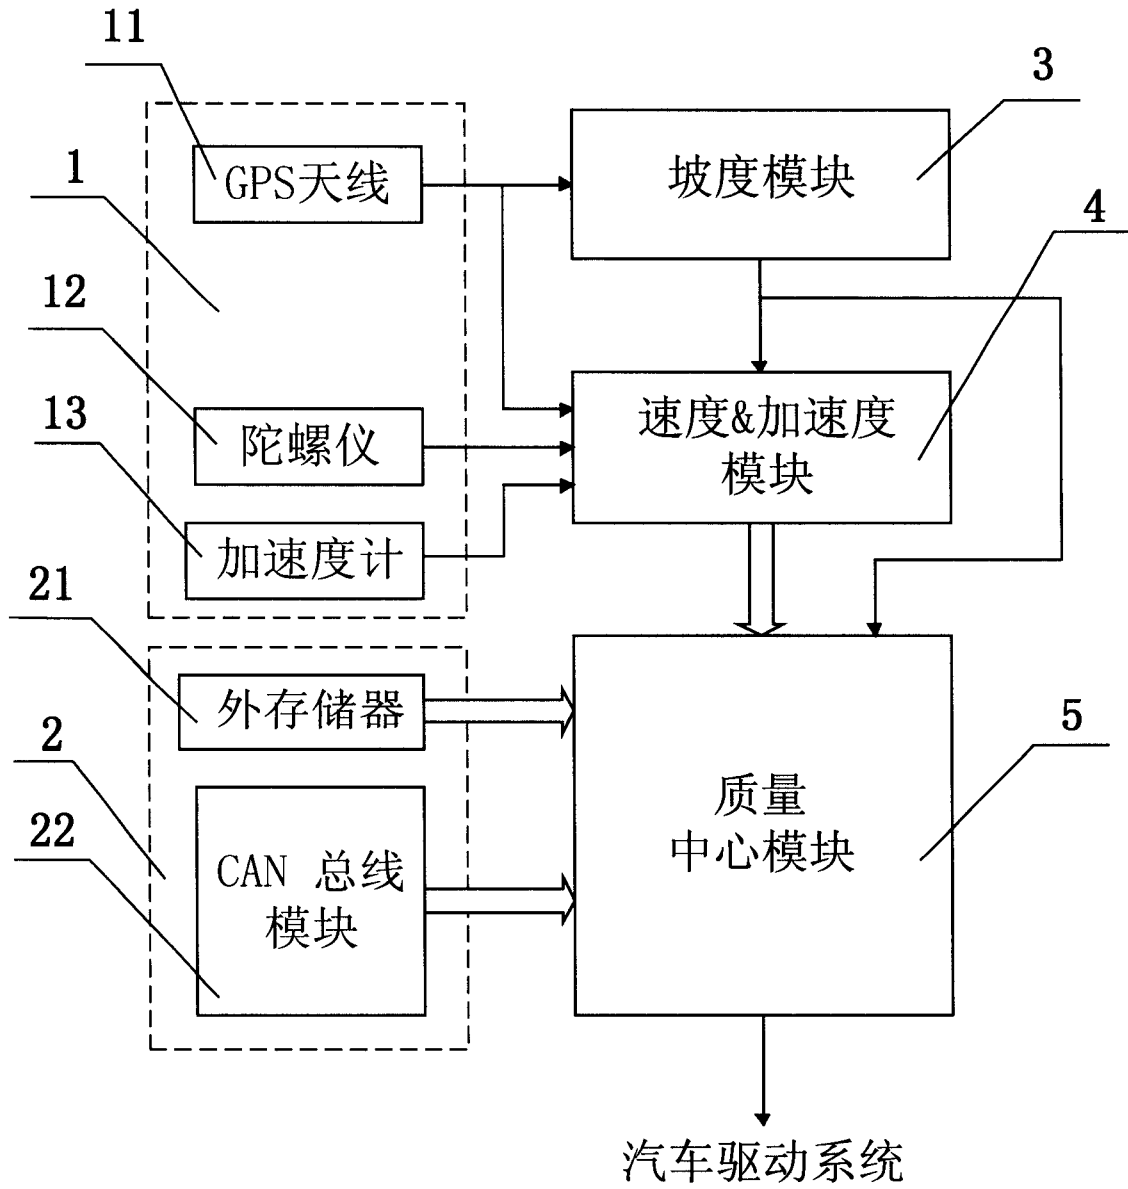 11
3
1
GPS天线
坡度模块
4
12
13
陀螺仪
速度&加速度
模块
加速度计
21
外存储器
2
5
22
质量
中心模块
CAN 总线
模块
汽车驱动系统